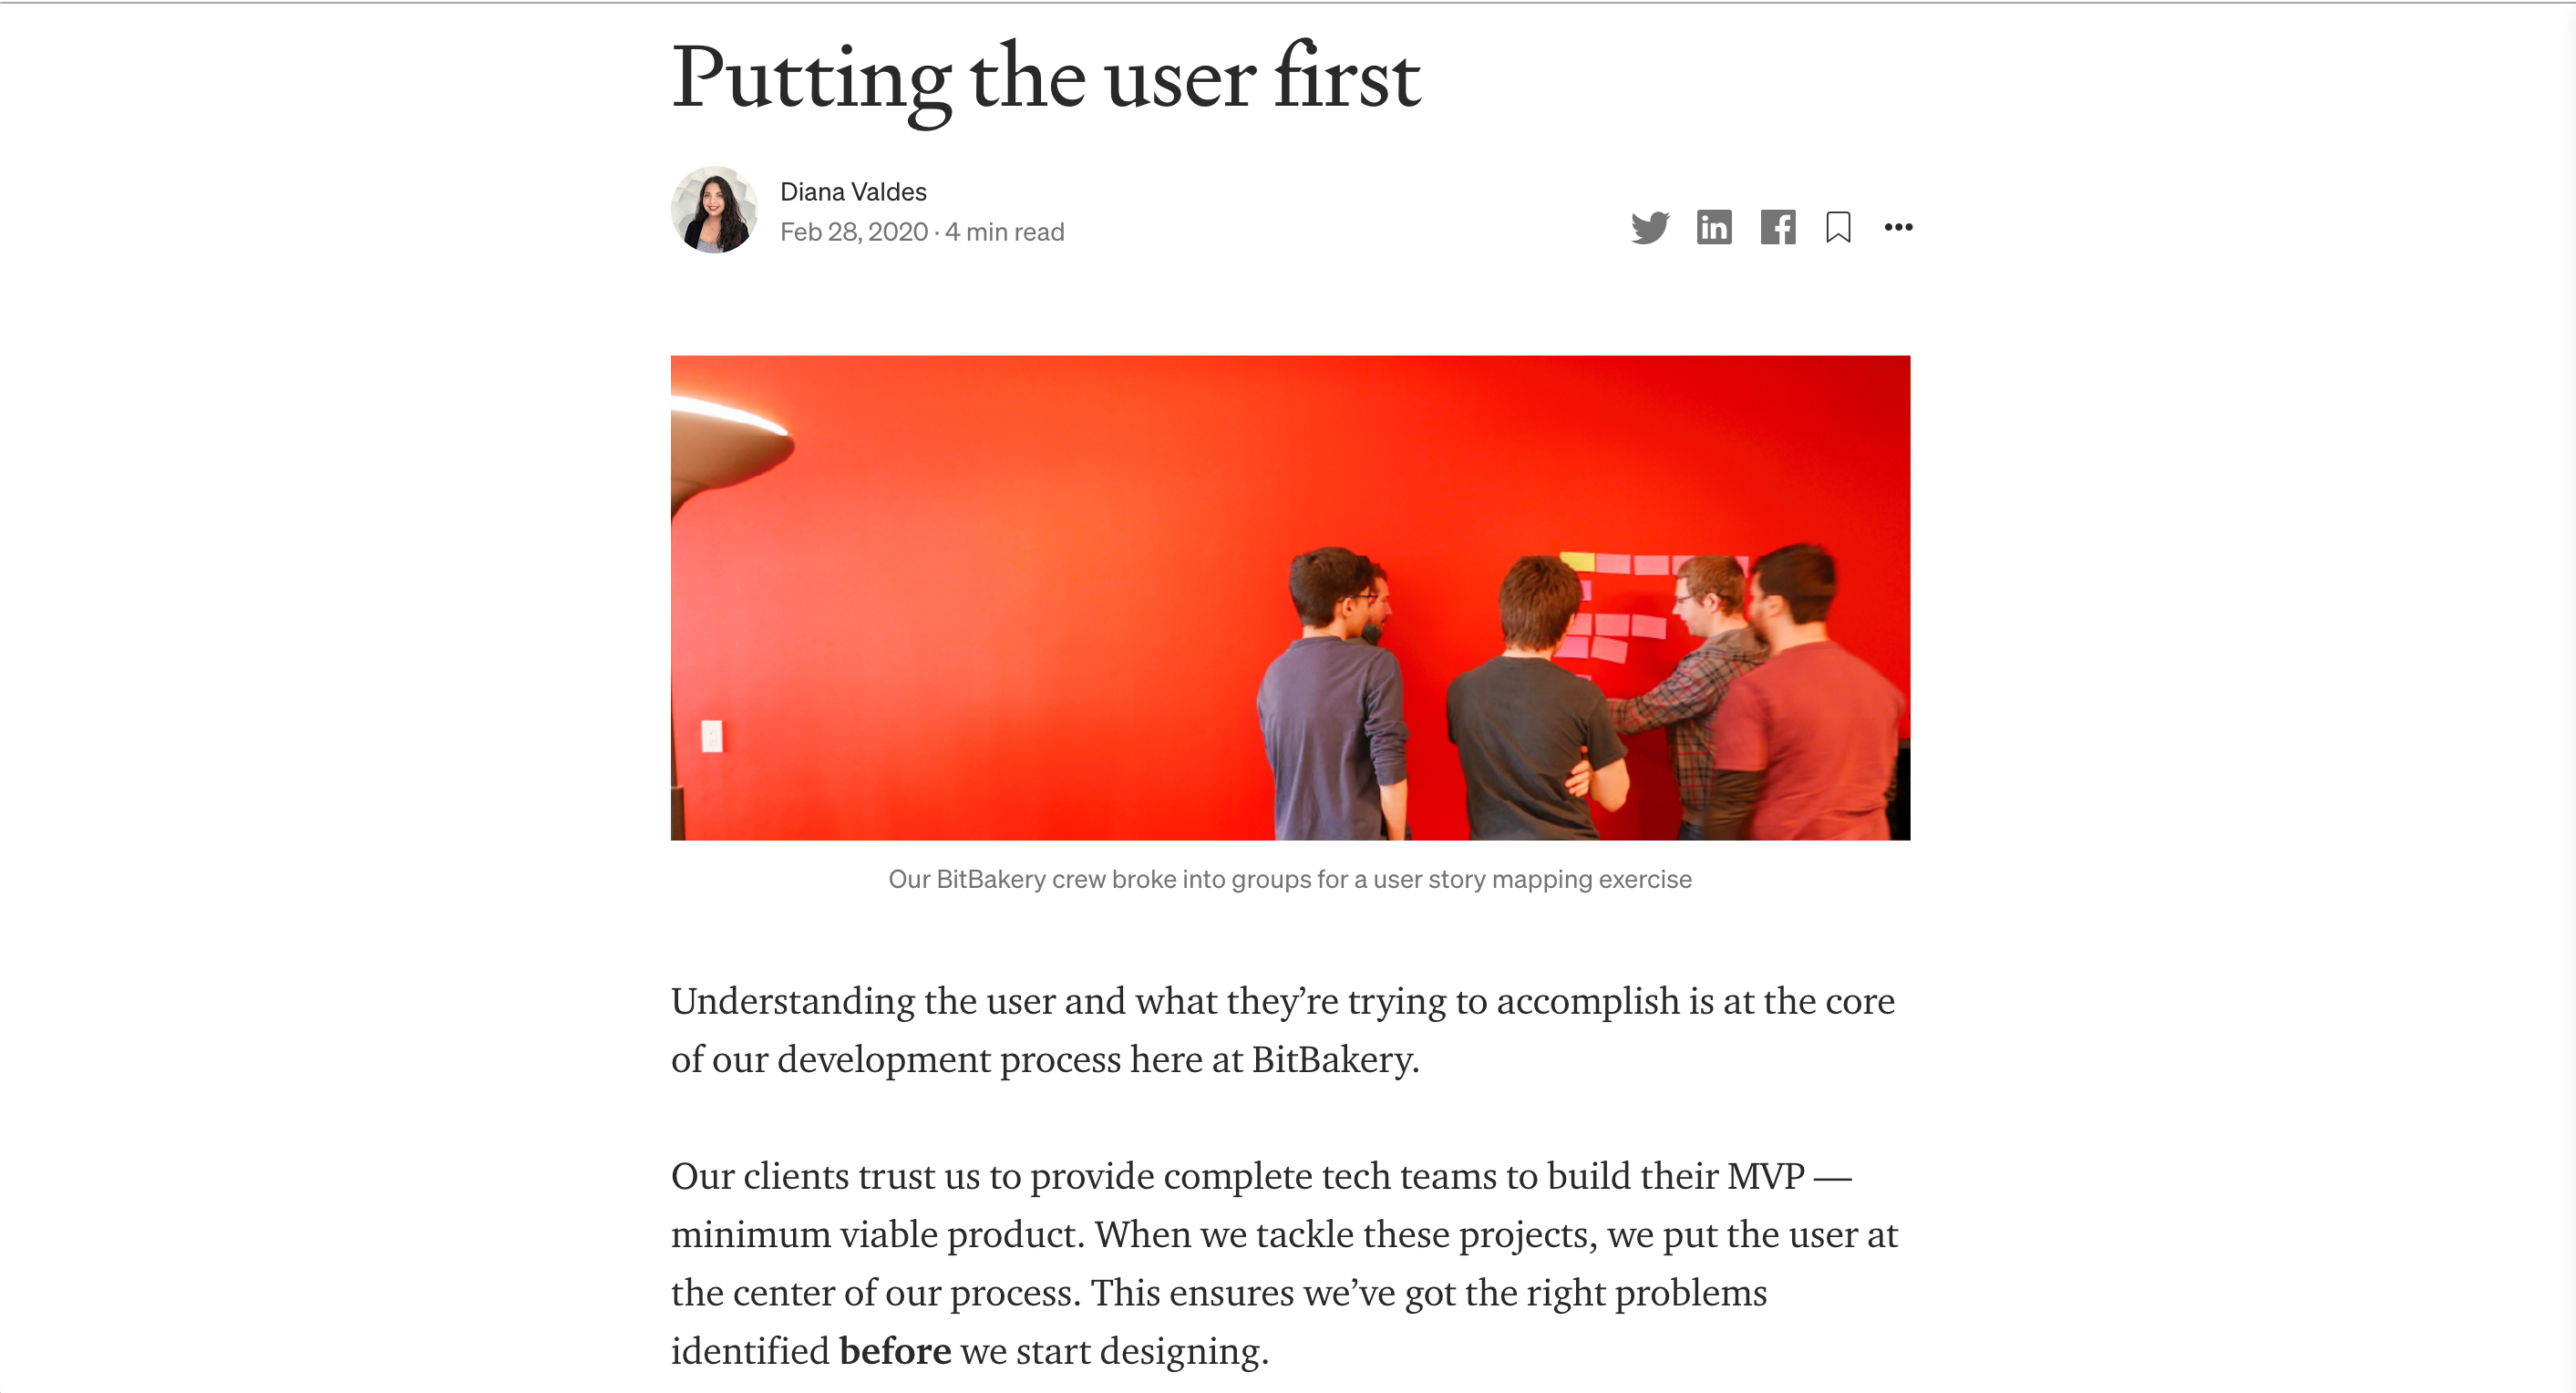 Putting the user first
Diana Valdes
Feb 28, 2020 · 4 min read
Our BitBakery crew broke into groups for a user story mapping exercise
Understanding the user and what they’re trying to accomplish is at the core
of our development process here at BitBakery.
Our clients trust us to provide complete tech teams to build their MVP —
minimum viable product. When we tackle these projects, we put the user at
the center of our process. This ensures we’ve got the right problems
identified before we start designing.